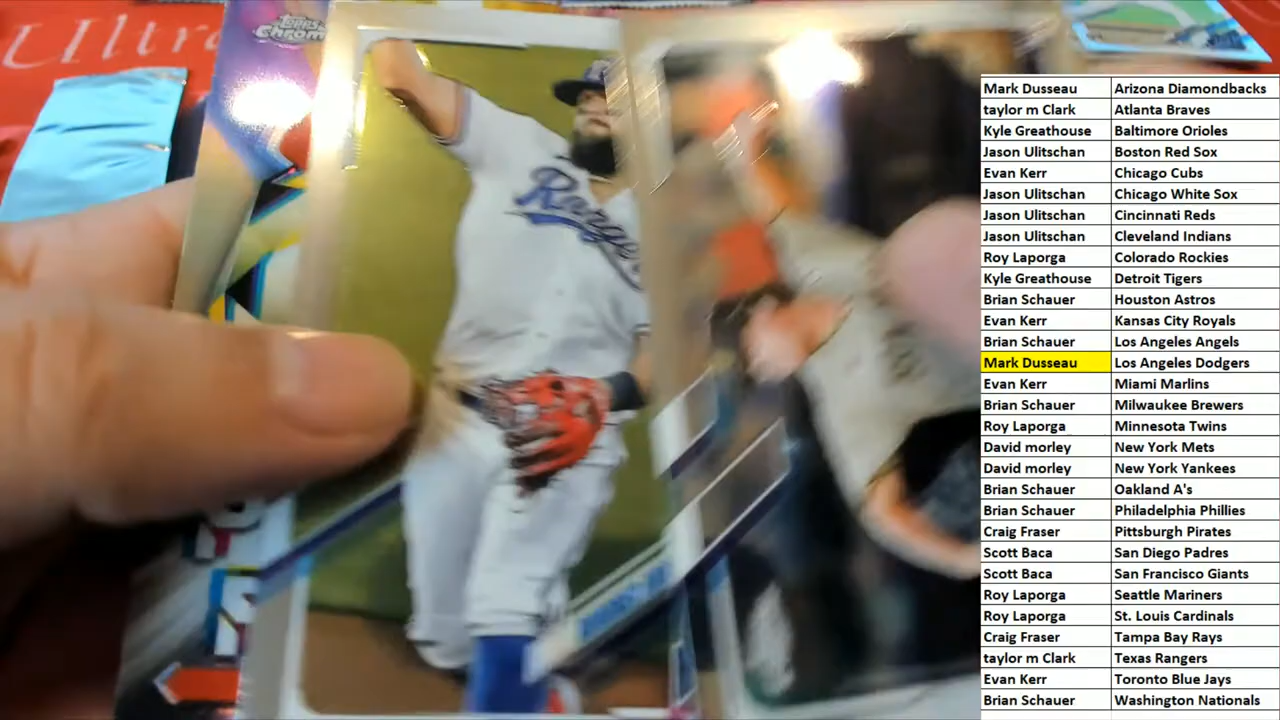 Ultra
Topps
Chrome
Rangers
Mark Dusseau Arizona Diamondbacks
taylor m Clark Atlanta Braves
Kyle Greathouse Baltimore Orioles
Jason Ulitschan Boston Red Sox
Evan Kerr Chicago Cubs
Jason Ulitschan Chicago White Sox
Jason Ulitschan Cincinnati Reds
Jason Ulitschan Cleveland Indians
Roy Laporga Colorado Rockies
Kyle Greathouse Detroit Tigers
Brian Schauer Houston Astros
Evan Kerr Kansas City Royals
Brian Schauer Los Angeles Angels
Mark Dusseau Los Angeles Dodgers
Evan Kerr Miami Marlins
Brian Schauer Milwaukee Brewers
Roy Laporga Minnesota Twins
David morley New York Mets
David morley New York Yankees
Brian Schauer Oakland A's
Brian Schauer Philadelphia Phillies
Craig Fraser Pittsburgh Pirates
Scott Baca San Diego Padres
Scott Baca San Francisco Giants
Roy Laporga Seattle Mariners
Roy Laporga St. Louis Cardinals
Craig Fraser Tampa Bay Rays
taylor m Clark Texas Rangers
Evan Kerr Toronto Blue Jays
Brian Schauer Washington Nationals